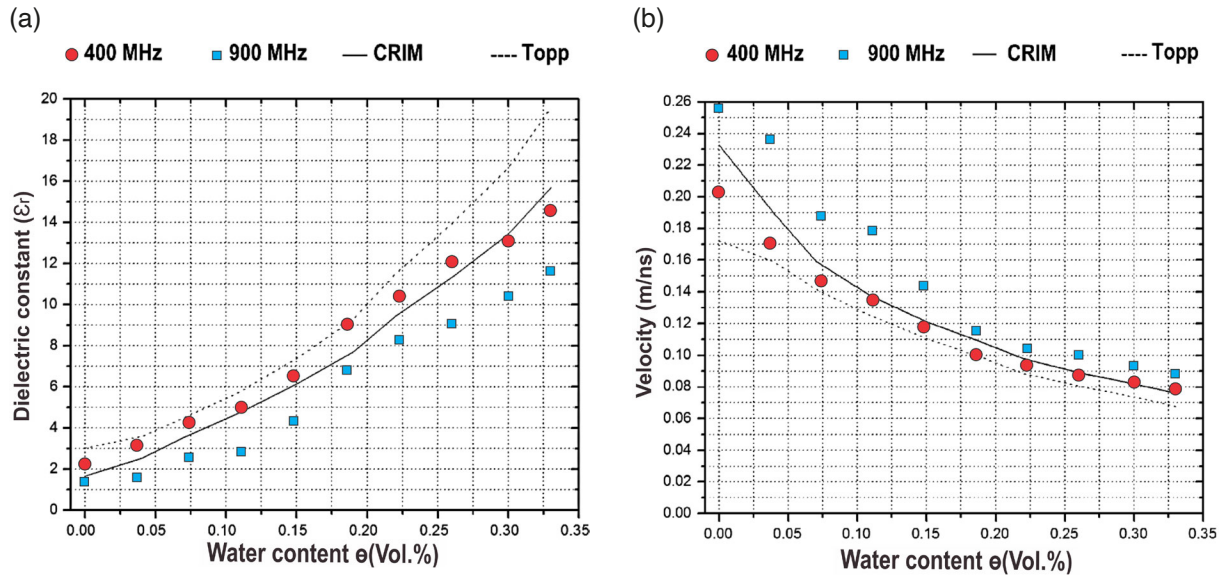 (a)
400 MHz 900 MHz CRIM Topp
20
18
16
14
12
10
8
6
4
2
0
Dielectric constant (Ɛr)
0.00 0.05 0.10 0.15 0.20 0.25 0.30 0.35
Water content ɵ(Vol.%)
(b)
400 MHz 900 MHz CRIM Topp
0.26
0.24
0.22
0.20
0.18
0.16
0.14
0.12
0.10
0.08
0.06
0.04
0.02
0.00
Velocity (m/ns)
0.00 0.05 0.10 0.15 0.20 0.25 0.30 0.35
Water content ɵ(Vol.%)